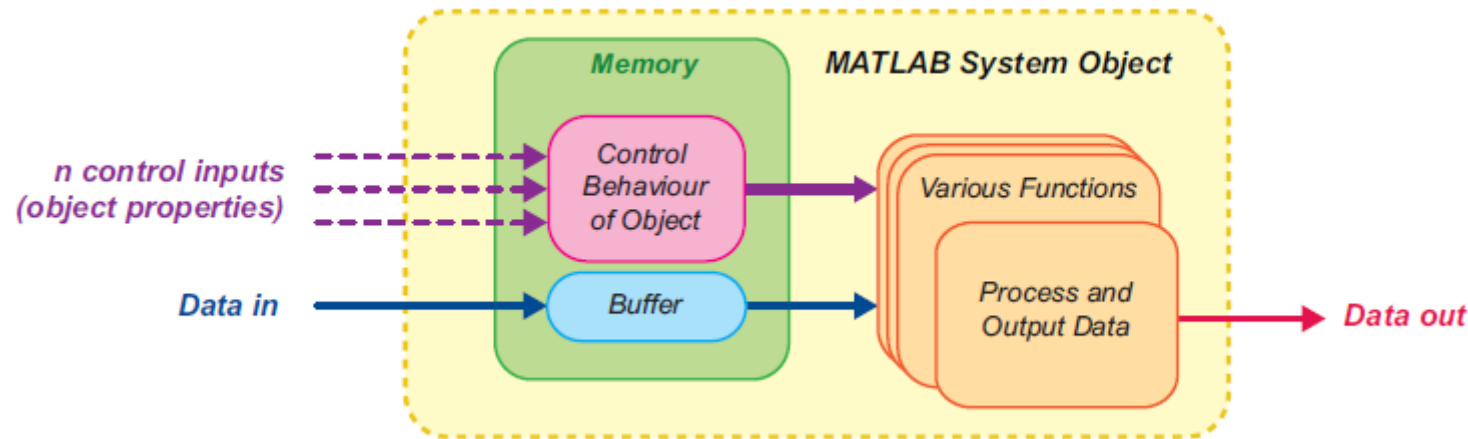 MATLAB System Object
Memory
n control inputs
(object properties)
Control
Behaviour
of Object
Various Functions
Data in
Buffer
Process and
Output Data
Data out